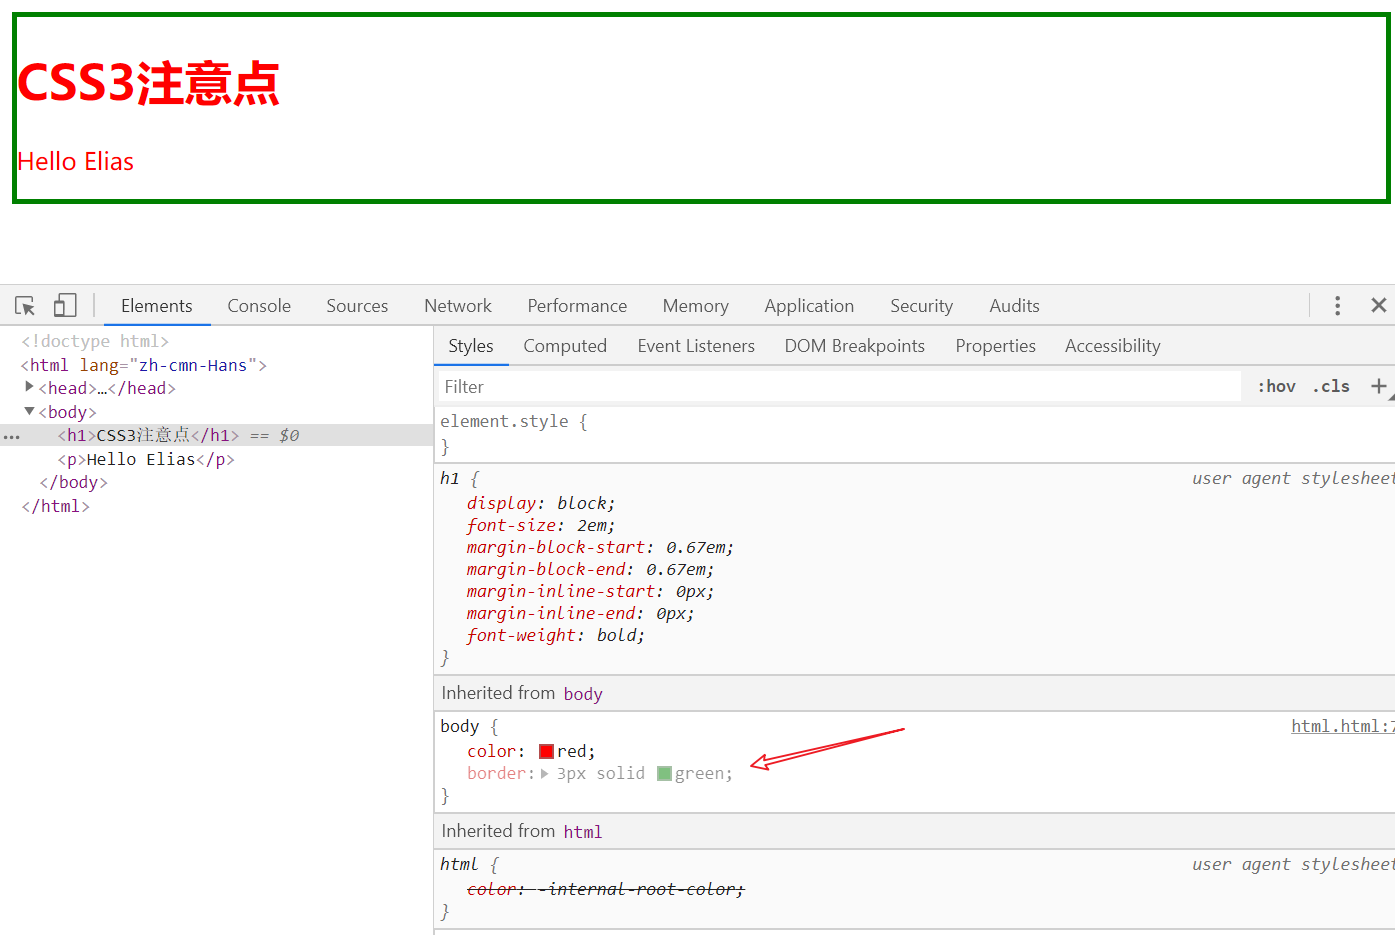 CSS3注意点
Hello Elias
Elements Console Sources Network Performance Memory Application Security Audits
<!doctype html>
<html lang="zh-cmn-Hans">
<head>…</head>
<body>
<h1>CSS3注意点</h1> == $0
<p>Hello Elias</p>
</body>
</html>
Styles Computed Event Listeners DOM Breakpoints Properties Accessibility
Filter :hov .cls +
element.style {
}
h1 { user agent stylesheet
display: block;
font-size: 2em;
margin-block-start: 0.67em;
margin-block-end: 0.67em;
margin-inline-start: 0px;
margin-inline-end: 0px;
font-weight: bold;
}
Inherited from body
body { html.html:7
color: red;
border: 3px solid green;
}
Inherited from html
html { user agent stylesheet
color: -internal-root-color;
}